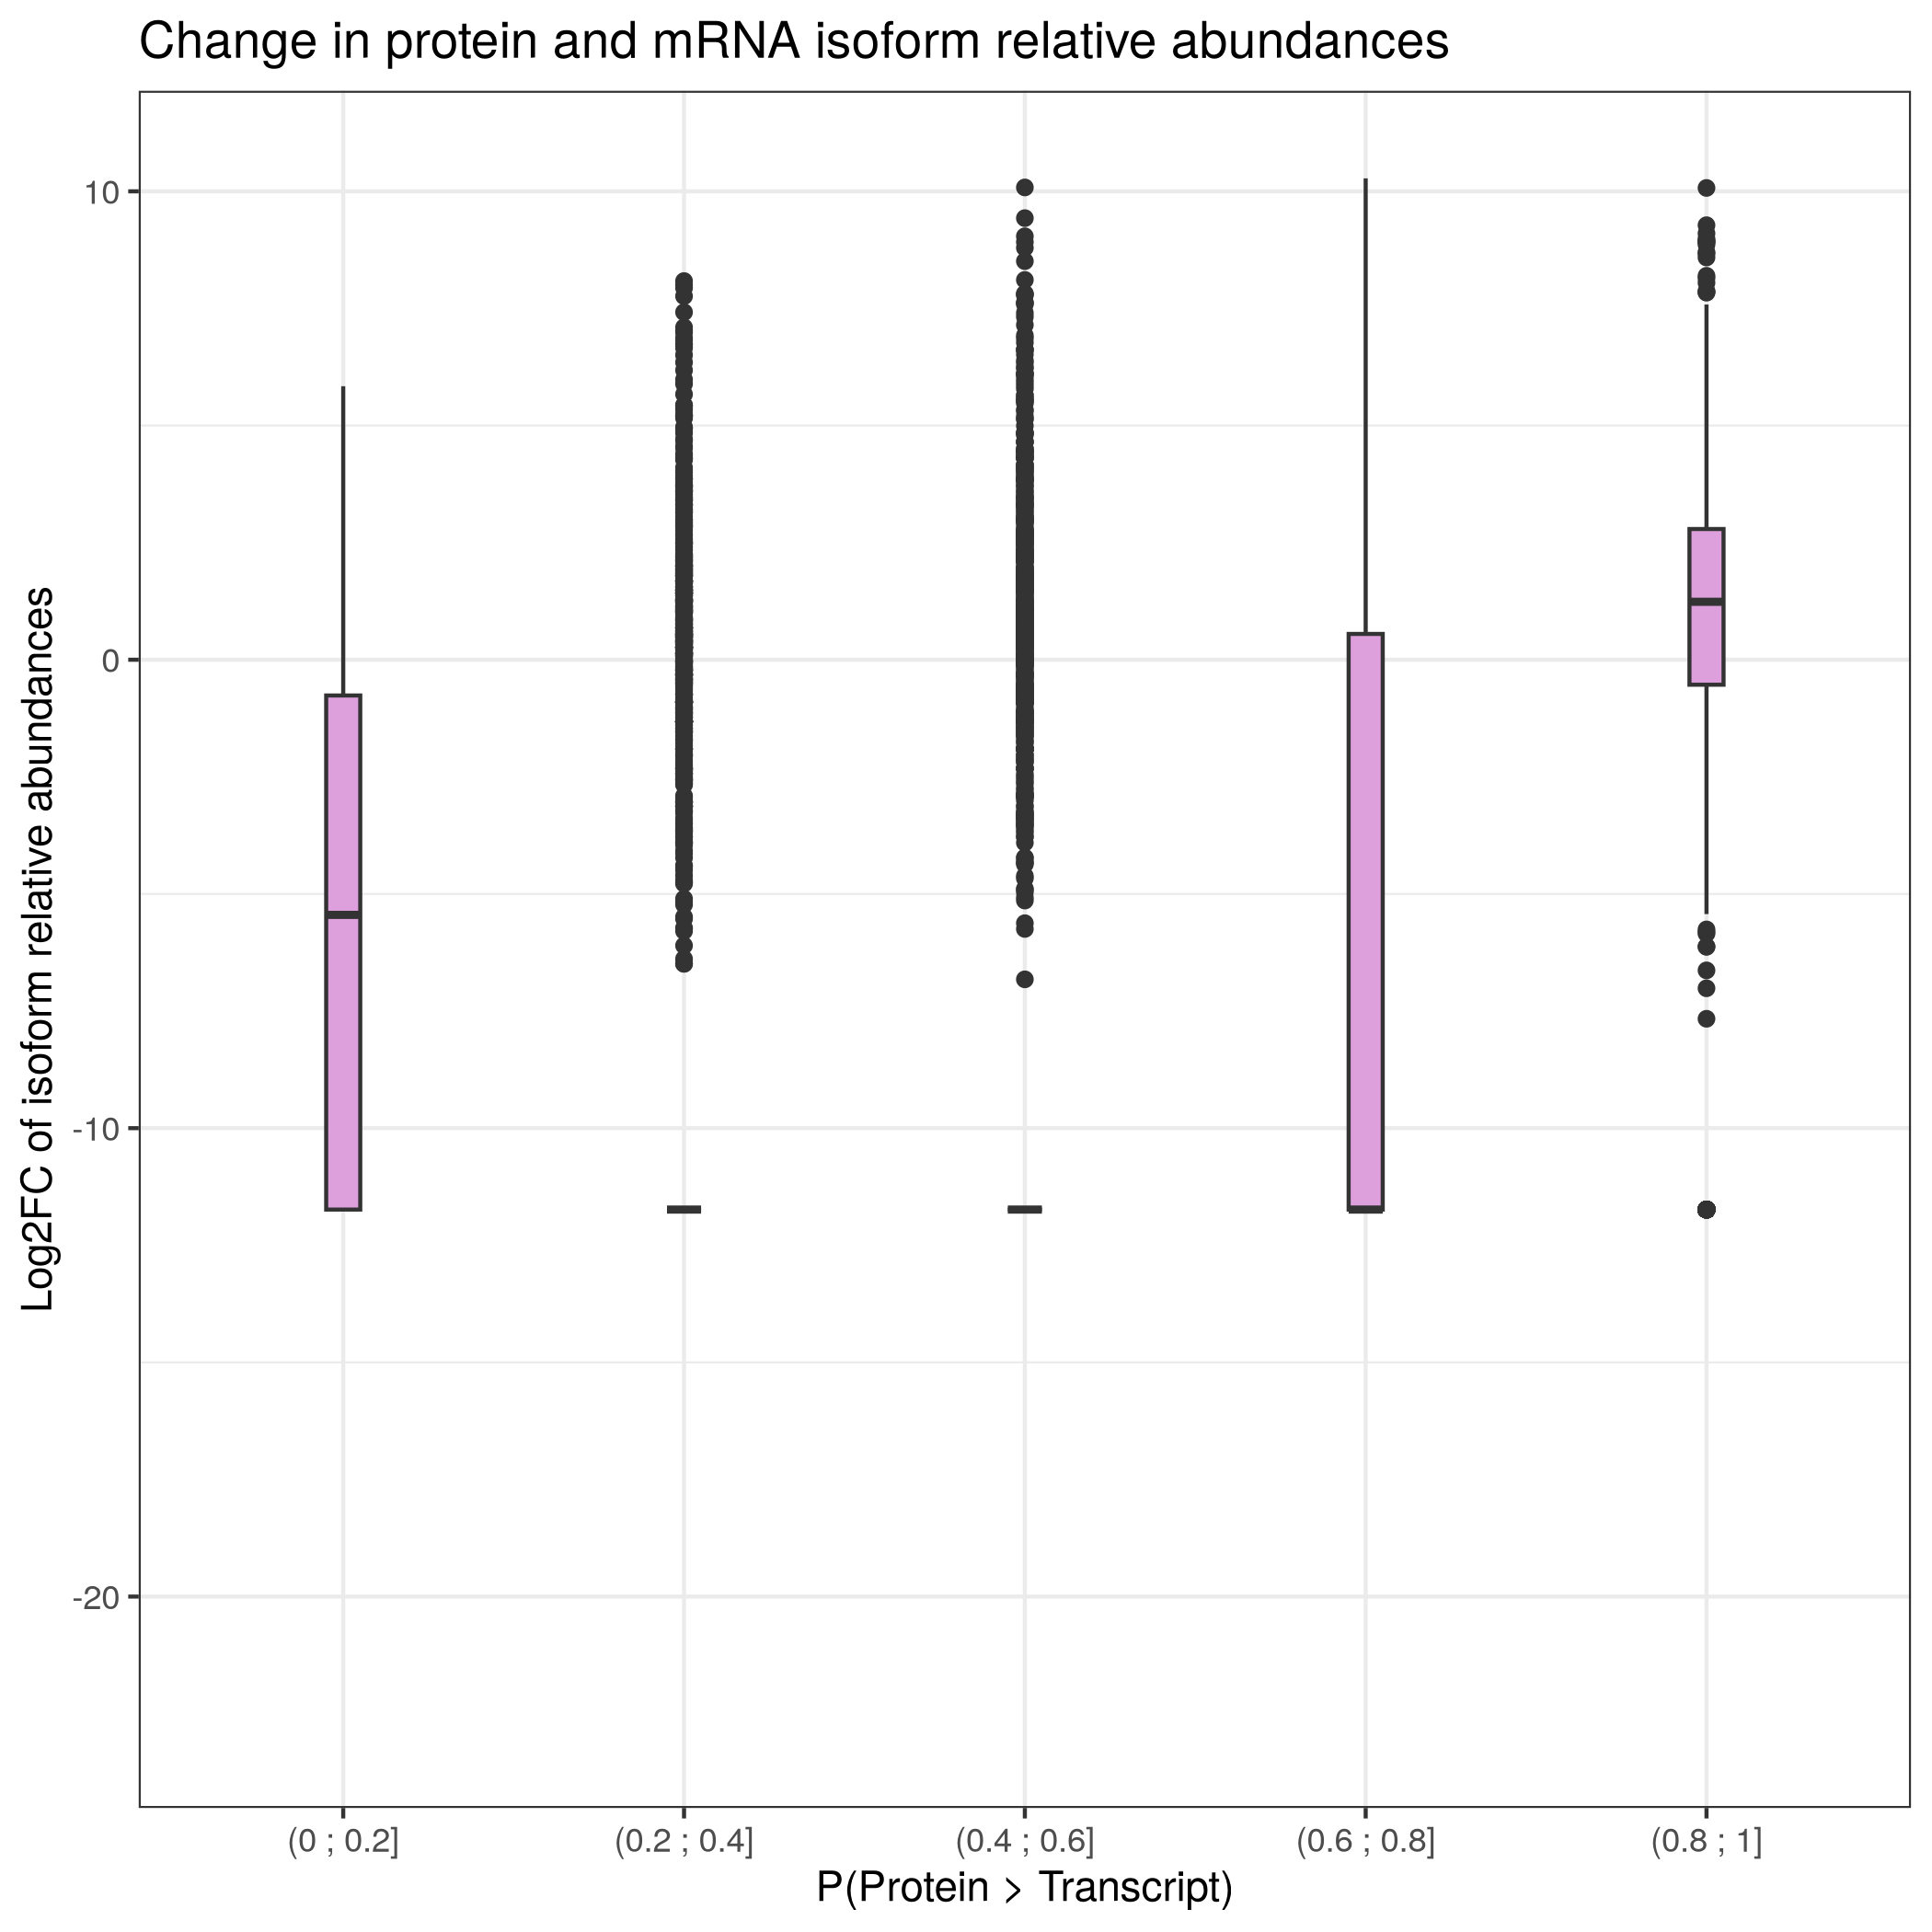 Change in protein and mRNA isoform relative abundances
Log2FC of isoform relative abundances
10
0
-10
-20
(0 ; 0.2]
(0.2 ; 0.4]
(0.4 ; 0.6]
(0.6 ; 0.8]
(0.8 ; 1]
P(Protein > Transcript)